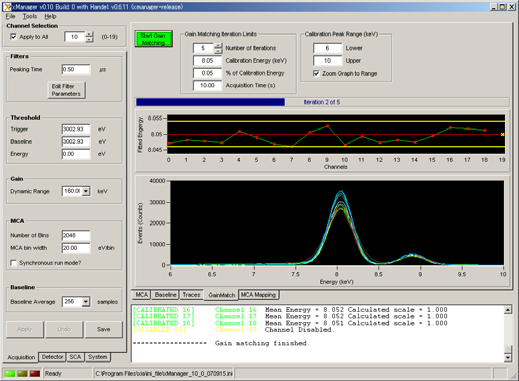 xManager v0.10 Build: 0 with Handel: v0.6.11 (xmanager-release)
File Tools Help
Channel Selection
Apply to All 10 (0-19)
Filters
Peaking Time 0.50 µs
Edit Filter
Parameters
Threshold
Trigger 3002.93 eV
Baseline 3002.93 eV
Energy 0.00 eV
Gain
Dynamic Range 160.0 keV
MCA
Number of Bins 2048
MCA bin width 20.00 eV/bin
Synchronous run mode?
Baseline
Baseline Average 256 samples
Apply Undo Save
Acquisition Detector SCA System
Start Gain
Matching
Gain Matching Iteration Limits
5 Number of Iterations
8.05 Calibration Energy (keV)
0.05 % of Calibration Energy
10.00 Acquisition Time (s)
Calibration Peak Range (keV)
6 Lower
10 Upper
Zoom Graph to Range
Iteration 2 of 5
Fitted Engergy
8.055
8.05
8.045
0 1 2 3 4 5 6 7 8 9 10 11 12 13 14 15 16 17 18 19
Channels
Events (Counts)
40000
30000
20000
10000
0
6 6.5 7 7.5 8 8.5 9 9.5 10
Energy (keV)
MCA Baseline Traces GainMatch MCA Mapping
[CALIBRATED 16] Channel 16 Mean Energy = 8.052 Calculated scale = 1.000
[CALIBRATED 17] Channel 17 Mean Energy = 8.052 Calculated scale = 1.000
[CALIBRATED 18] Channel 18 Mean Energy = 8.051 Calculated scale = 1.000
Channel Disabled.
------------------ Gain matching finished.
Ready C:\Program Files\xia\ini_file\xManager_10_0_070915.ini